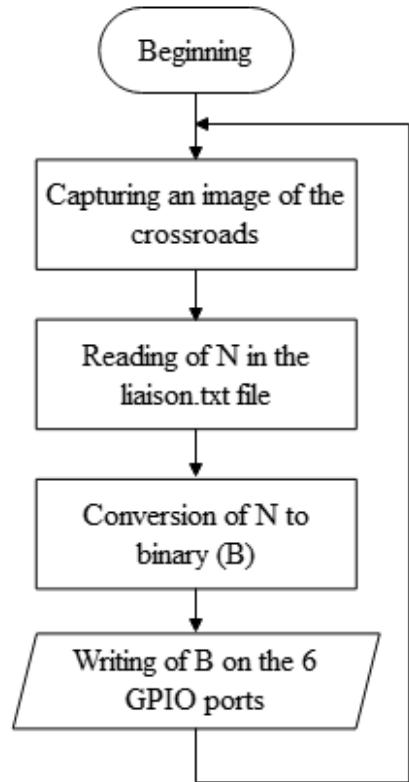 Beginning
Capturing an image of the
crossroads
Reading of N in the
liaison.txt file
Conversion of N to
binary (B)
Writing of B on the 6
GPIO ports